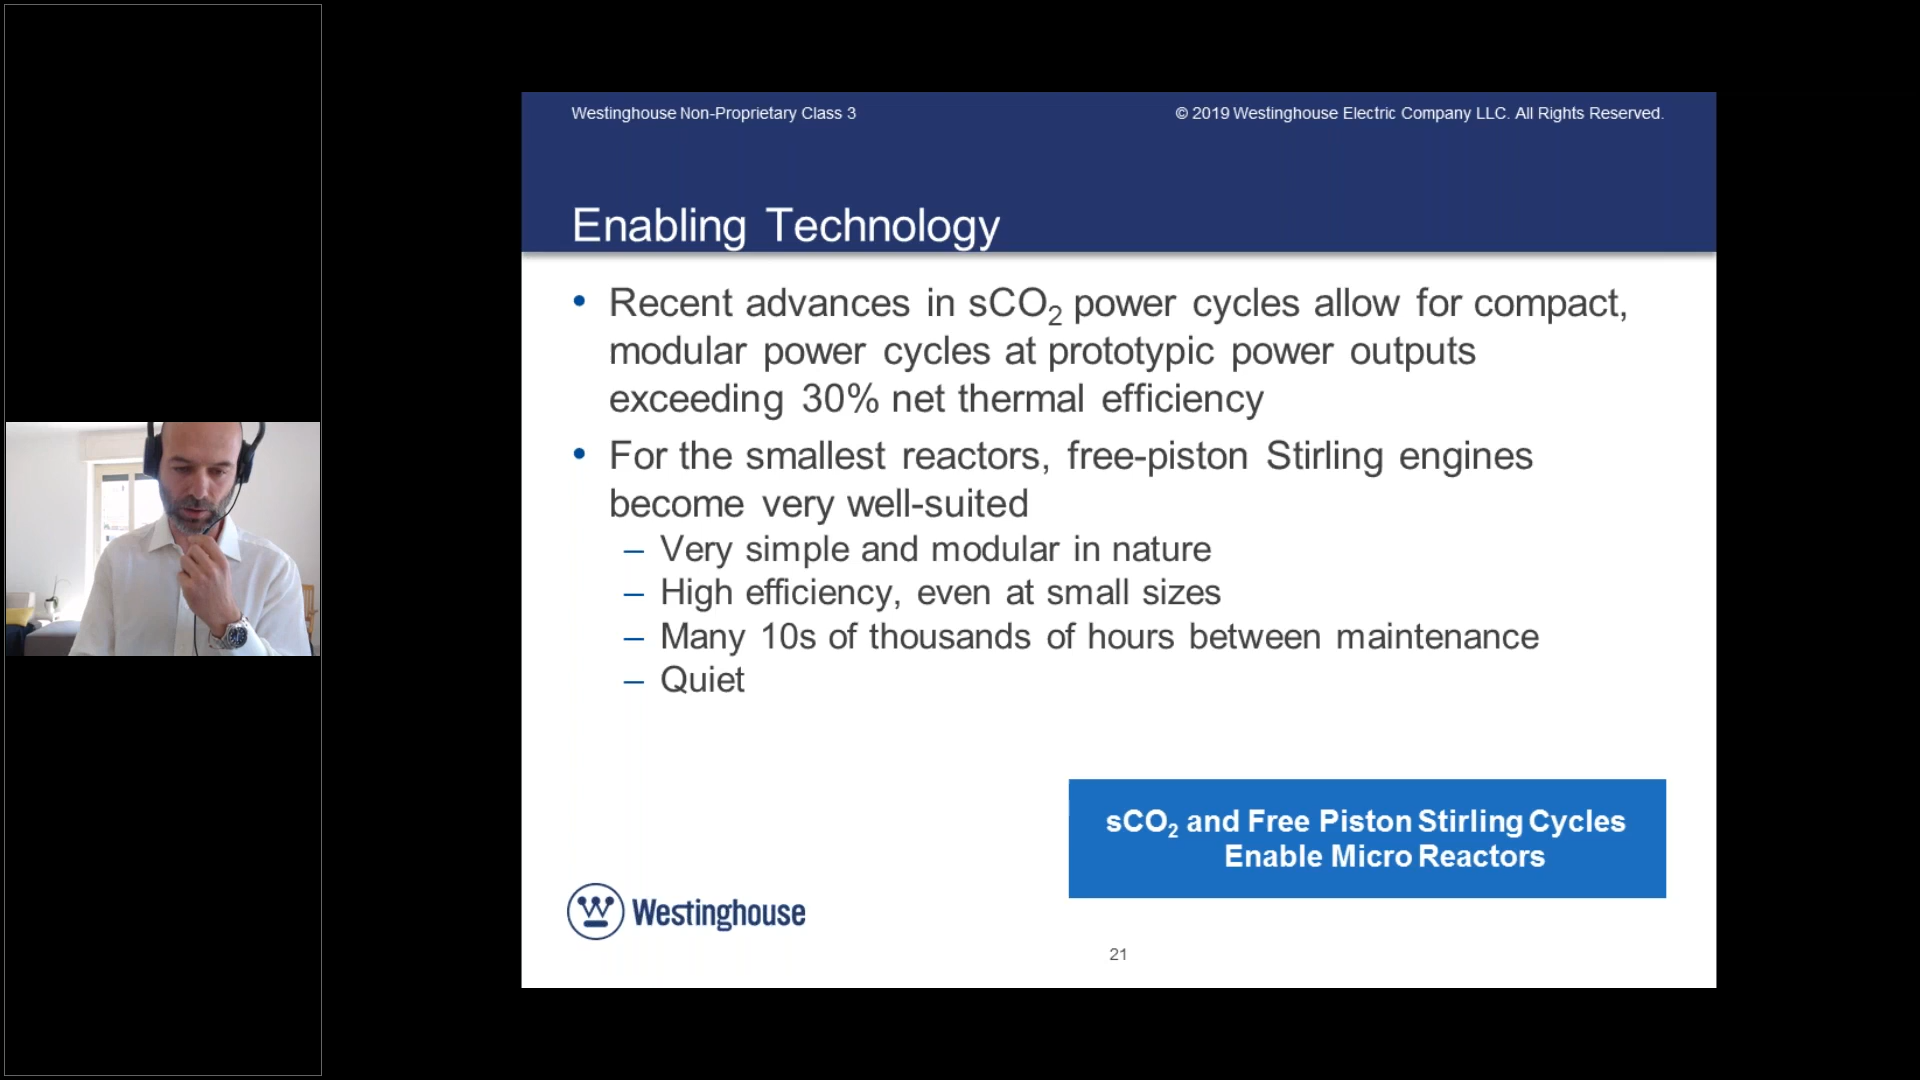 Westinghouse Non-Proprietary Class 3
© 2019 Westinghouse Electric Company LLC. All Rights Reserved.
Enabling Technology
• Recent advances in sCO₂ power cycles allow for compact,
modular power cycles at prototypic power outputs
exceeding 30% net thermal efficiency
• For the smallest reactors, free-piston Stirling engines
become very well-suited
– Very simple and modular in nature
– High efficiency, even at small sizes
– Many 10s of thousands of hours between maintenance
– Quiet
sCO₂ and Free Piston Stirling Cycles
Enable Micro Reactors
Westinghouse
21